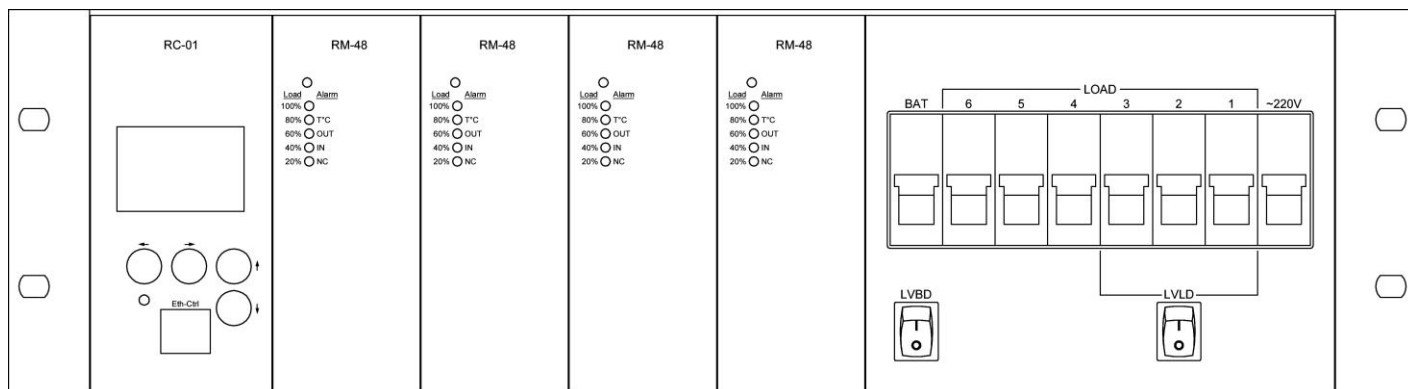 RC-01
←
→
↑
↓
Eth-Ctrl
RM-48
Load Alarm
100%
80% T°C
60% OUT
40% IN
20% NC
RM-48
Load Alarm
100%
80% T°C
60% OUT
40% IN
20% NC
RM-48
Load Alarm
100%
80% T°C
60% OUT
40% IN
20% NC
RM-48
Load Alarm
100%
80% T°C
60% OUT
40% IN
20% NC
LOAD
BAT 6 5 4 3 2 1 ~220V
LVBD LVLD